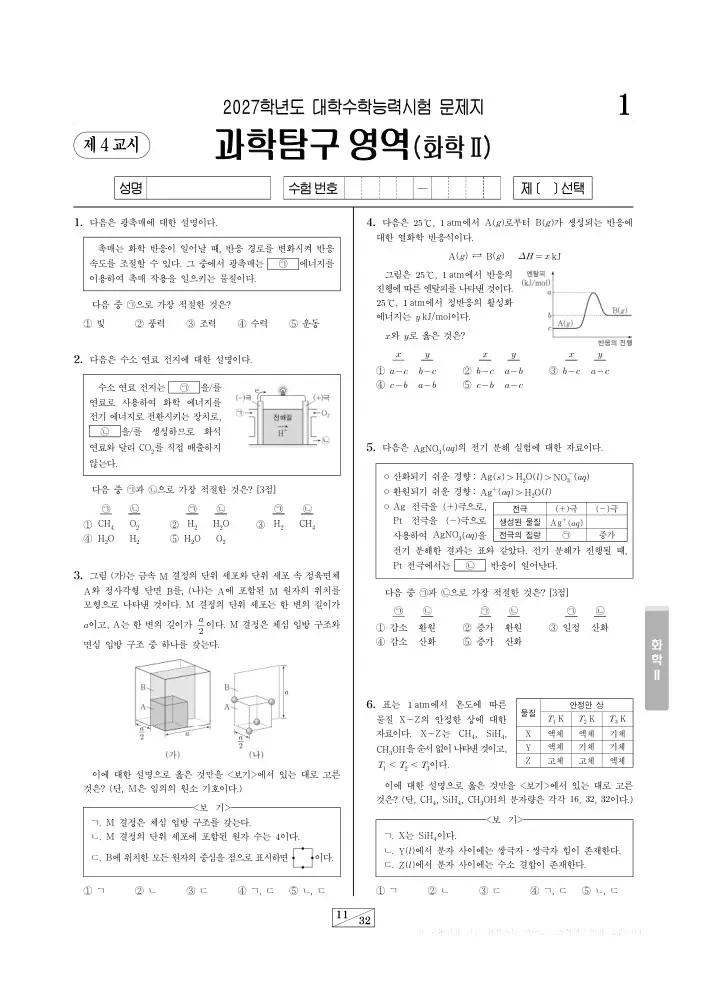 2027학년도 대학수학능력시험 문제지
1
제 4 교시
과학탐구 영역(화학 Ⅱ)
성명
수험 번호
—
제 ( ) 선택
1. 다음은 광촉매에 대한 설명이다.
촉매는 화학 반응이 일어날 때, 반응 경로를 변화시켜 반응
속도를 조절할 수 있다. 그 중에서 광촉매는 ㉠ 에너지를
이용하여 촉매 작용을 일으키는 물질이다.
다음 중 ㉠으로 가장 적절한 것은?
① 빛 ② 풍력 ③ 조력 ④ 수력 ⑤ 운동
2. 다음은 수소 연료 전지에 대한 설명이다.
수소 연료 전지는 ㉠ 을/를
연료로 사용하여 화학 에너지를
전기 에너지로 전환시키는 장치로,
㉡ 을/를 생성하므로 화석
연료와 달리 CO₂를 직접 배출하지
않는다.
e⁻
(-)극 (+)극
㉠ 전해질 O₂
H⁺
㉡
다음 중 ㉠과 ㉡으로 가장 적절한 것은? [3점]
㉠ ㉡ ㉠ ㉡ ㉠ ㉡
① CH₄ O₂ ② H₂ H₂O ③ H₂ CH₄
④ H₂O H₂ ⑤ H₂O O₂
3. 그림 (가)는 금속 M 결정의 단위 세포와 단위 세포 속 정육면체
A와 정사각형 단면 B를, (나)는 A에 포함된 M 원자의 위치를
모형으로 나타낸 것이다. M 결정의 단위 세포는 한 변의 길이가
a이고, A는 한 변의 길이가 a/2이다. M 결정은 체심 입방 구조와
면심 입방 구조 중 하나를 갖는다.
B
A
a
a/2
a
(가)
B
A
a/2
(나)
이에 대한 설명으로 옳은 것만을 <보기>에서 있는 대로 고른
것은? (단, M은 임의의 원소 기호이다.)
<보 기>
ㄱ. M 결정은 체심 입방 구조를 갖는다.
ㄴ. M 결정의 단위 세포에 포함된 원자 수는 4이다.
ㄷ. B에 위치한 모든 원자의 중심을 점으로 표시하면 이다.
① ㄱ ② ㄴ ③ ㄷ ④ ㄱ, ㄷ ⑤ ㄴ, ㄷ
4. 다음은 25℃, 1 atm에서 A(g)로부터 B(g)가 생성되는 반응에
대한 열화학 반응식이다.
A(g) ⇌ B(g) ΔH = x kJ
그림은 25℃, 1 atm에서 반응의
진행에 따른 엔탈피를 나타낸 것이다.
25℃, 1 atm에서 정반응의 활성화
에너지는 y kJ/mol이다.
엔탈피
(kJ/mol)
a
b
c
A(g)
B(g)
반응의 진행
x와 y로 옳은 것은?
x y x y x y
① a-c b-c ② b-c a-b ③ b-c a-c
④ c-b a-b ⑤ c-b a-c
5. 다음은 AgNO₃(aq)의 전기 분해 실험에 대한 자료이다.
○ 산화되기 쉬운 경향 : Ag(s) > H₂O(l) > NO₃⁻(aq)
○ 환원되기 쉬운 경향 : Ag⁺(aq) > H₂O(l)
○ Ag 전극을 (+)극으로,
Pt 전극을 (-)극으로
사용하여 AgNO₃(aq)을
전극 (+)극 (-)극
생성된 물질 Ag⁺(aq)
전극의 질량 ㉠ 증가
전기 분해한 결과는 표와 같았다. 전기 분해가 진행될 때,
Pt 전극에서는 ㉡ 반응이 일어난다.
다음 중 ㉠과 ㉡으로 가장 적절한 것은? [3점]
㉠ ㉡ ㉠ ㉡ ㉠ ㉡
① 감소 환원 ② 증가 환원 ③ 일정 산화
④ 감소 산화 ⑤ 증가 산화
화학Ⅱ
6. 표는 1 atm에서 온도에 따른
물질 X~Z의 안정한 상에 대한
자료이다. X~Z는 CH₄, SiH₄,
CH₃OH을 순서 없이 나타낸 것이고,
T₁ < T₂ < T₃이다.
물질 안정한 상
T₁ K T₂ K T₃ K
X 액체 액체 기체
Y 액체 기체 기체
Z 고체 고체 액체
이에 대한 설명으로 옳은 것만을 <보기>에서 있는 대로 고른
것은? (단, CH₄, SiH₄, CH₃OH의 분자량은 각각 16, 32, 32이다.)
<보 기>
ㄱ. X는 SiH₄이다.
ㄴ. Y(l)에서 분자 사이에는 쌍극자·쌍극자 힘이 존재한다.
ㄷ. Z(l)에서 분자 사이에는 수소 결합이 존재한다.
① ㄱ ② ㄴ ③ ㄷ ④ ㄱ, ㄷ ⑤ ㄴ, ㄷ
11
32